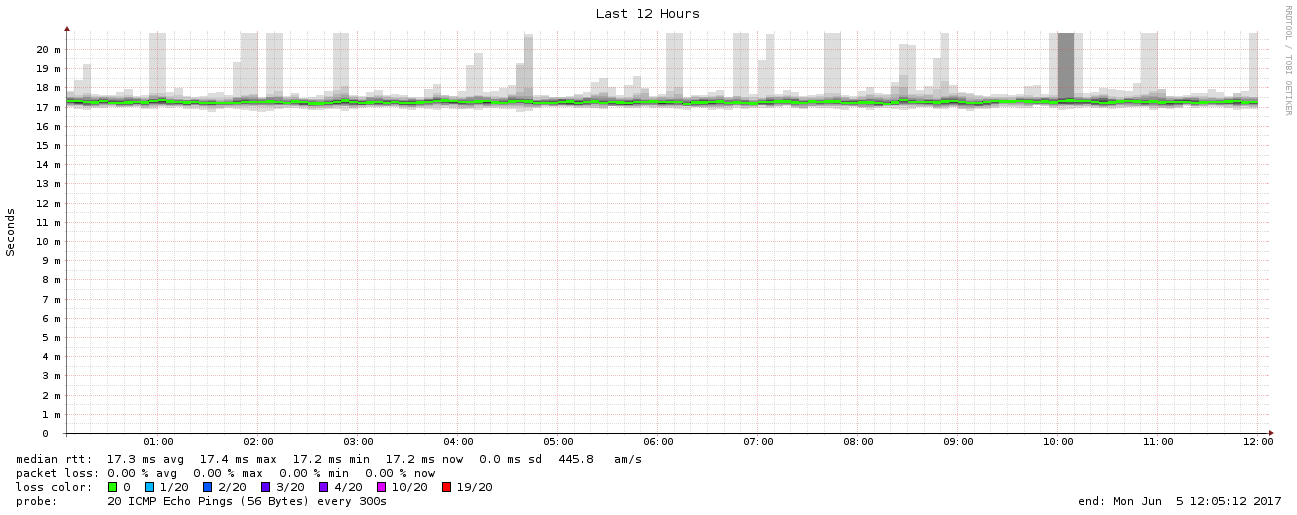 Last 12 Hours
RRDTOOL / TOBI OETIKER
Seconds
20 m
19 m
18 m
17 m
16 m
15 m
14 m
13 m
12 m
11 m
10 m
9 m
8 m
7 m
6 m
5 m
4 m
3 m
2 m
1 m
0
01:00 02:00 03:00 04:00 05:00 06:00 07:00 08:00 09:00 10:00 11:00 12:00
median rtt: 17.3 ms avg 17.4 ms max 17.2 ms min 17.2 ms now 0.0 ms sd 445.8 am/s
packet loss: 0.00 % avg 0.00 % max 0.00 % min 0.00 % now
loss color: 0 1/20 2/20 3/20 4/20 10/20 19/20
probe: 20 ICMP Echo Pings (56 Bytes) every 300s end: Mon Jun 5 12:05:12 2017